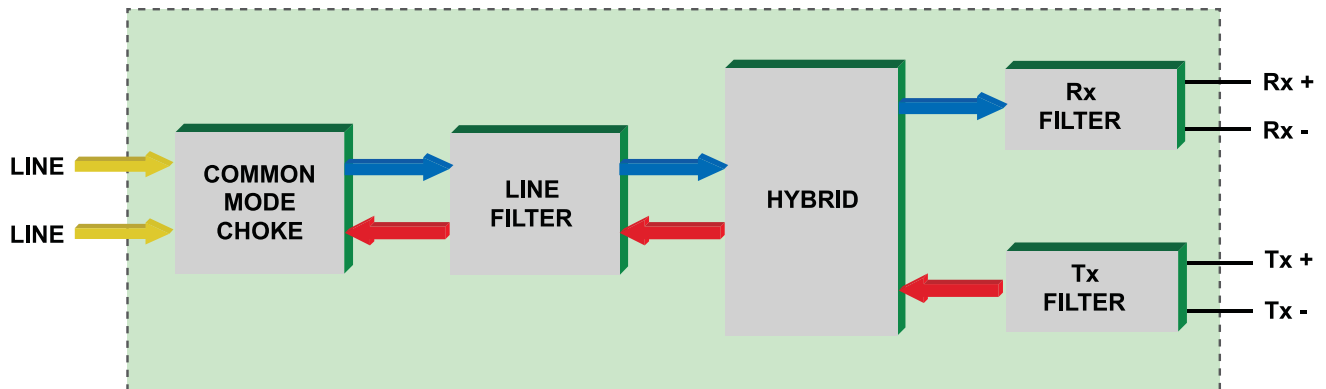 LINE
LINE
COMMON
MODE
CHOKE
LINE
FILTER
HYBRID
Rx
FILTER
Rx +
Rx -
Tx
FILTER
Tx +
Tx -